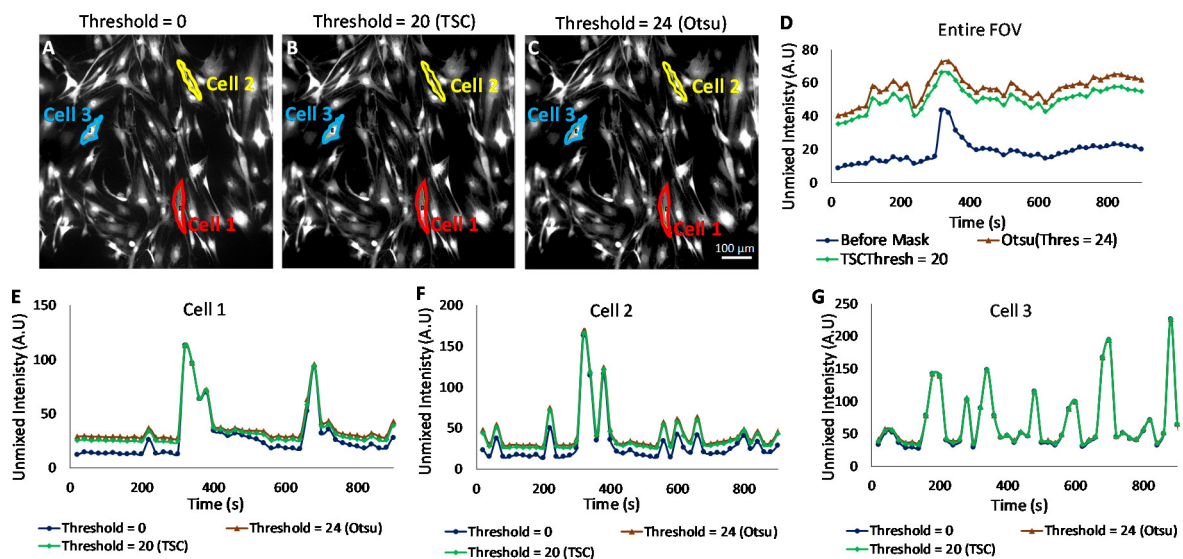 Threshold = 0
Threshold = 20 (TSC)
Threshold = 24 (Otsu)
A
Cell 2
Cell 3
Cell 1
B
Cell 2
Cell 3
Cell 1
C
Cell 2
Cell 3
Cell 1
100 µm
D
Entire FOV
Unmixed Intenisty (A.U)
80
60
40
20
0
0 200 400 600 800
Time (s)
Before Mask
Otsu(Thres = 24)
TSCThresh = 20
E
Cell 1
Unmixed Intenisty (A.U)
150
100
50
0
0 200 400 600 800
Time (s)
Threshold = 0
Threshold = 24 (Otsu)
Threshold = 20 (TSC)
F
Cell 2
Unmixed Intenisty (A.U)
200
150
100
50
0
0 200 400 600 800
Time (s)
Threshold = 0
Threshold = 24 (Otsu)
Threshold = 20 (TSC)
G
Cell 3
Unmixed Intenisty (A.U)
250
200
150
100
50
0
0 200 400 600 800
Time (s)
Threshold = 0
Threshold = 24 (Otsu)
Threshold = 20 (TSC)